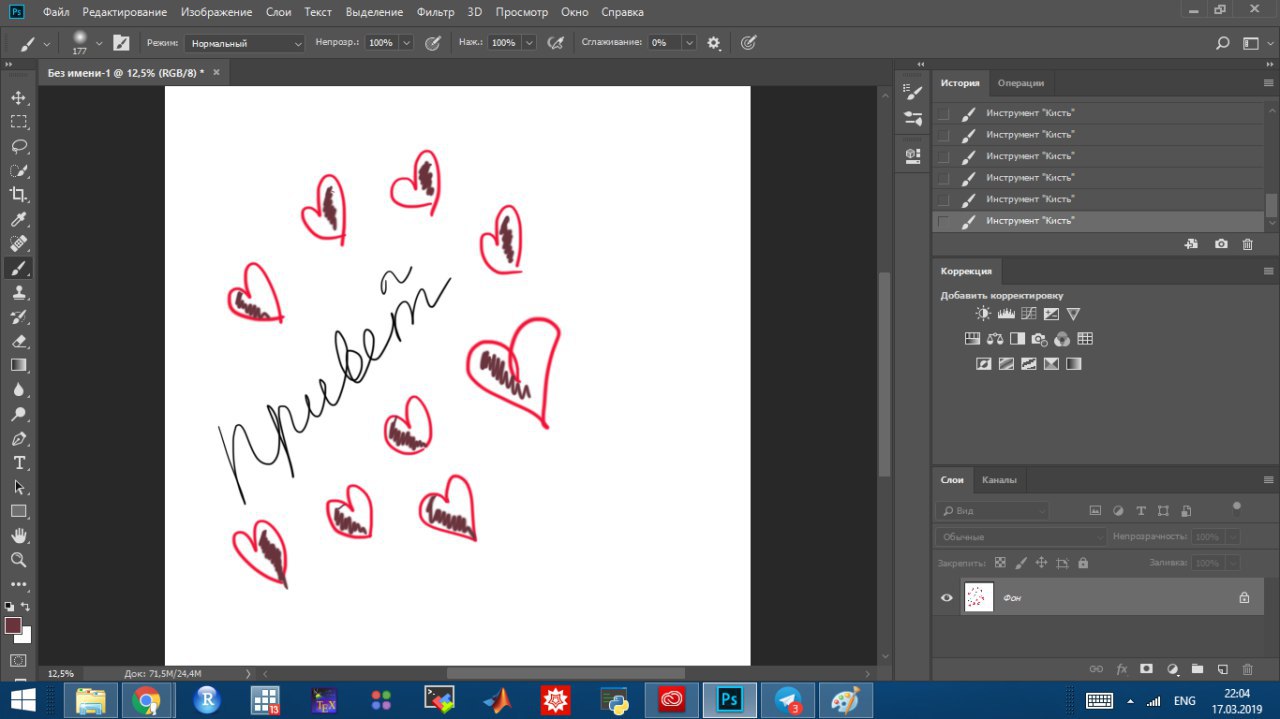 Файл Редактирование Изображение Слои Текст Выделение Фильтр 3D Просмотр Окно Справка
177 Режим: Нормальный Непрозр.: 100% Наж.: 100% Сглаживание: 0%
Без имени-1 @ 12,5% (RGB/8) *
История Операции
Инструмент "Кисть"
Инструмент "Кисть"
Инструмент "Кисть"
Инструмент "Кисть"
Инструмент "Кисть"
Инструмент "Кисть"
Коррекция
Добавить корректировку
привет
Слои Каналы
Вид
Обычные Непрозрачность: 100%
Закрепить: Заливка: 100%
Фон
12,5% Док: 71,5M/24,4M
Ps
R
13
TEX
Ps
3
ENG
22:04
17.03.2019